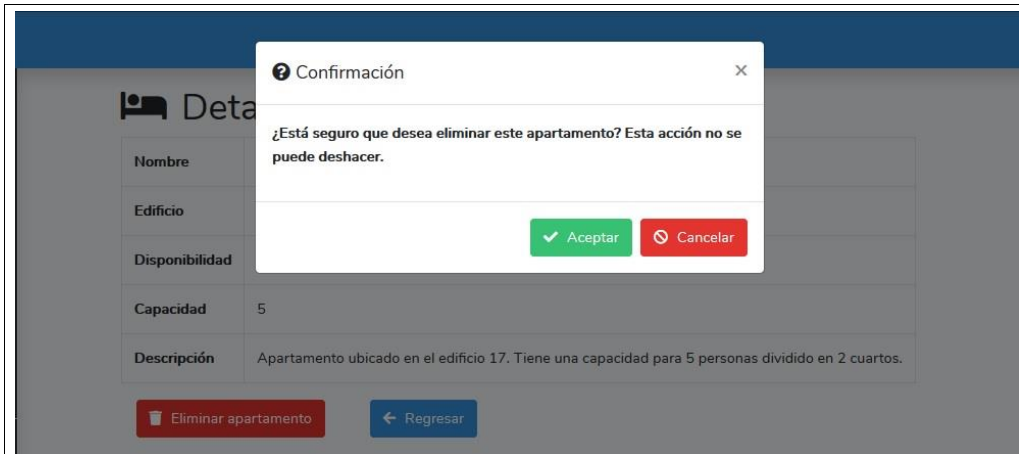 Confirmación ×
Deta
¿Está seguro que desea eliminar este apartamento? Esta acción no se
puede deshacer.
Nombre
Edificio
Aceptar Cancelar
Disponibilidad
Capacidad 5
Descripción Apartamento ubicado en el edificio 17. Tiene una capacidad para 5 personas dividido en 2 cuartos.
Eliminar apartamento Regresar